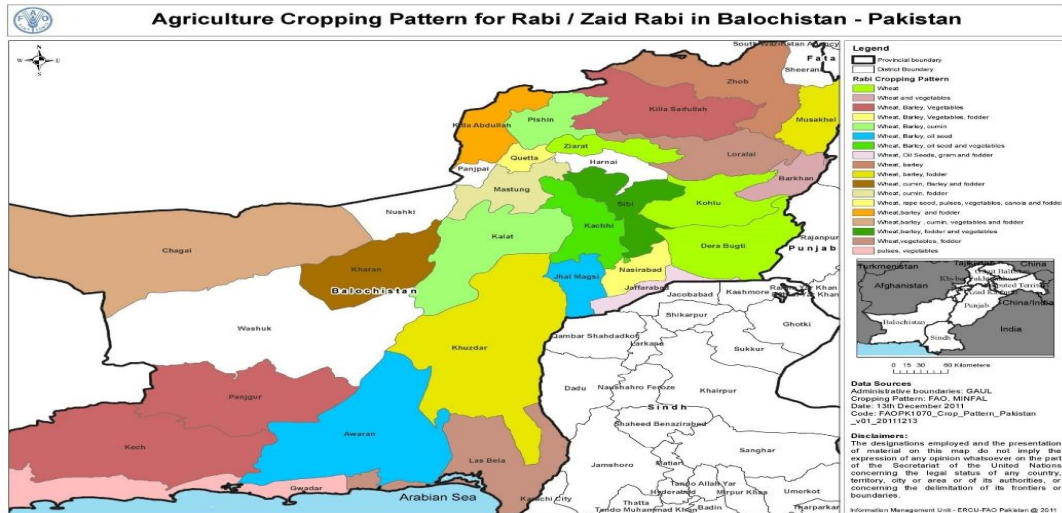 Agriculture Cropping Pattern for Rabi / Zaid Rabi in Balochistan - Pakistan
Legend
Provincial boundary
District Boundary
Rabi Cropping Pattern
Wheat
Wheat and vegetables
Wheat, Barley, Vegetables
Wheat, Barley, Vegetables, fodder
Wheat, Barley, cumin
Wheat, Barley, oil seed
Wheat, Barley, oil seed and vegetables
Wheat, Oil Seeds, gram and fodder
Wheat, barley
Wheat, barley, fodder
Wheat, cumin, Barley and fodder
Wheat, cumin, fodder
Wheat, rape seed, pulses, vegetables, canola and fodder
Wheat,barley and fodder
Wheat,barley , cumin, vegetables and fodder
Wheat,barley, fodder and vegetables
Wheat,vegetables, fodder
pulses, vegetables
South Waziristan Agency
Fata
Sheerani
Zhob
Killa Saifullah
Musakhel
Killa Abdullah
Pishin
Ziarat
Loralai
Quetta
Harnai
Panjpai
Barkhan
Mastung
Sibi
Kohlu
Nushki
Kachhi
Rajanpur
Punjab
Chagai
Kalat
Dera Bugti
Kharan
Balochistan
Jhal Magsi
Nasirabad
Jaffarabad
Jacobabad
Kashmore
Shikarpur
Washuk
Khuzdar
Qambar Shahdadkot
Larkana
Ghotki
Sukkur
Panjgur
Dadu
Naushahro Feroze
Khairpur
Sindh
Awaran
Shaheed Benazirabad
Kech
Las Bela
Sanghar
Jamshoro
Matiari
Gwadar
Tando Allah Yar
Hyderabad
Mirpur Khas
Umerkot
Arabian Sea
Karachi City
Thatta
Tando Muhammad Khan
Badin
Tharparkar
Turkmenistan
China
Afghanistan
Punjab
China/India
Balochistan
India
Sindh
0 15 30 60 Kilometers
Data Sources
Administrative boundaries: GAUL
Cropping Pattern: FAO, MINFAL
Date: 13th December 2011
Code: FAOPK1070_Crop_Pattern_Pakistan
_v01_20111213
Disclaimers:
The designations employed and the presentation
of material on this map do not imply the
expression of any opinion whatsoever on the part
of the Secretariat of the United Nations
concerning the legal status of any country,
territory, city or area or of its authorities, or
concerning the delimitation of its frontiers or
boundaries.
Information Management Unit - ERCU-FAO Pakistan @ 2011